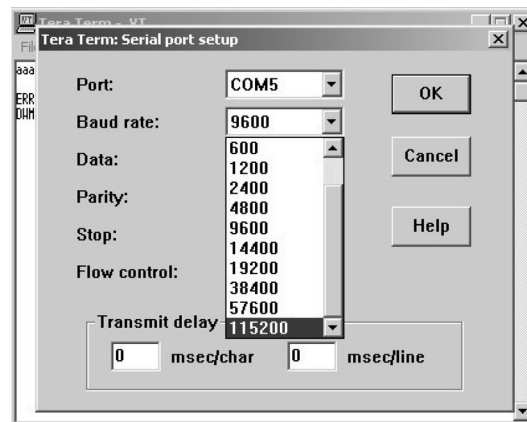 Tera Term - VT
Tera Term: Serial port setup
aaa
ERR
Port:
COM5
OK
Baud rate:
9600
600
1200
2400
4800
9600
14400
19200
38400
57600
115200
Data:
Cancel
Parity:
Stop:
Help
Flow control:
Transmit delay
0 msec/char 0 msec/line